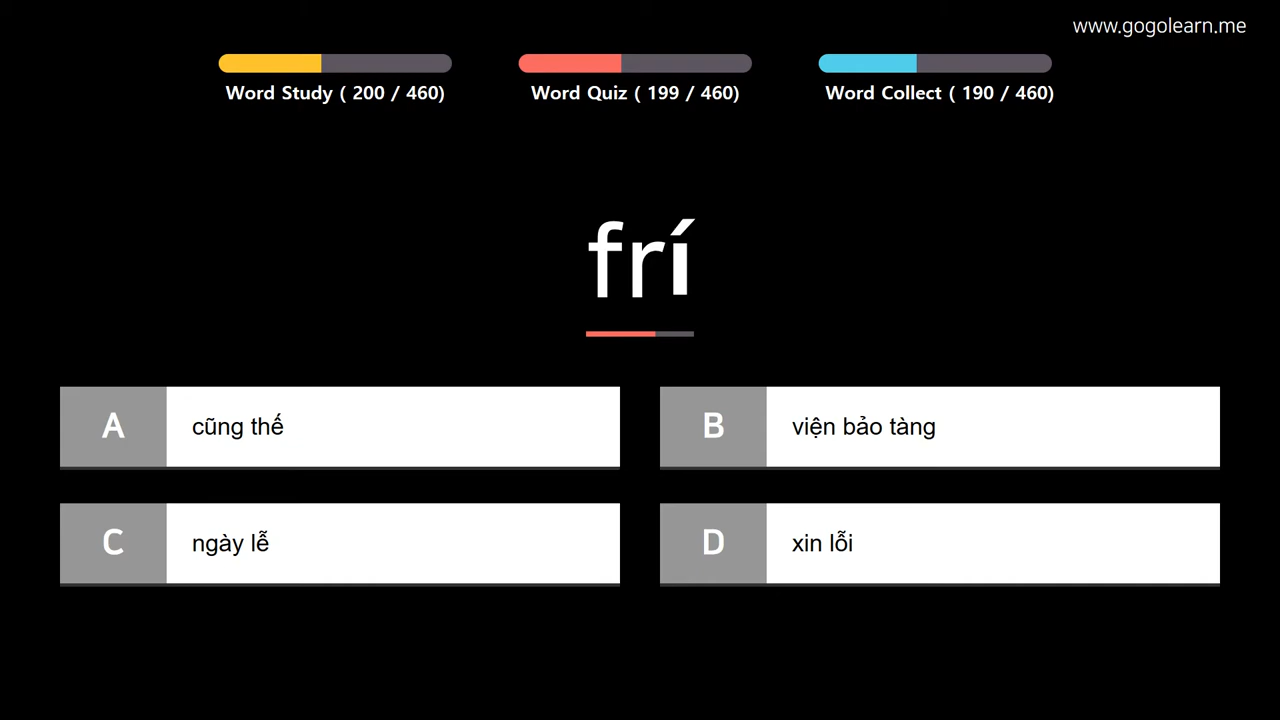 www.gogolearn.me
Word Study ( 200 / 460)
Word Quiz ( 199 / 460)
Word Collect ( 190 / 460)
frí
A cũng thế
B viện bảo tàng
C ngày lễ
D xin lỗi